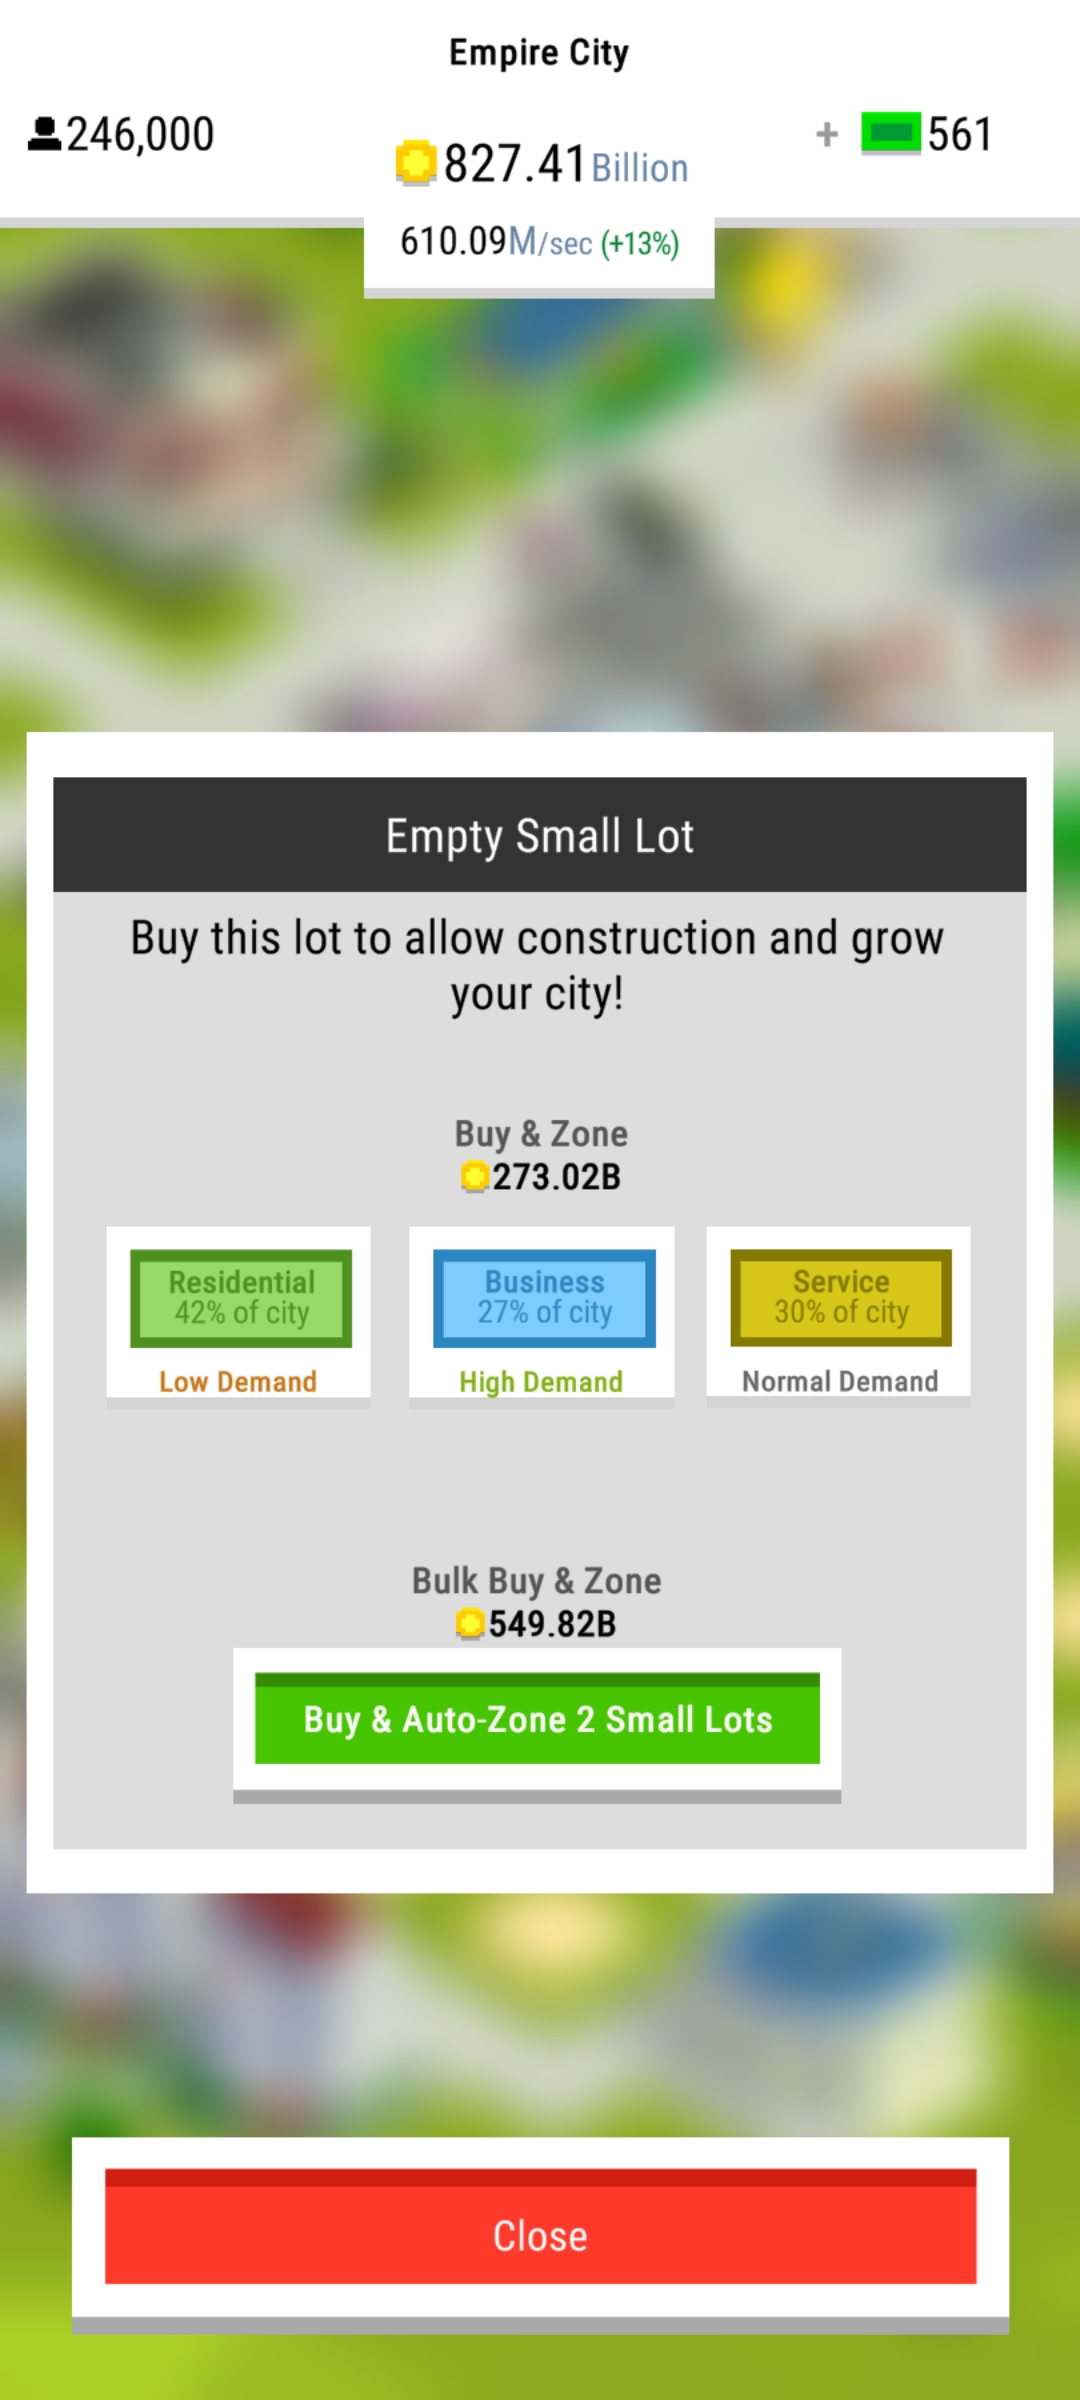 Empire City
246,000
+ 561
827.41 Billion
610.09M/sec (+13%)
Empty Small Lot
Buy this lot to allow construction and grow
your city!
Buy & Zone
273.02B
Residential
42% of city
Low Demand
Business
27% of city
High Demand
Service
30% of city
Normal Demand
Bulk Buy & Zone
549.82B
Buy & Auto-Zone 2 Small Lots
Close